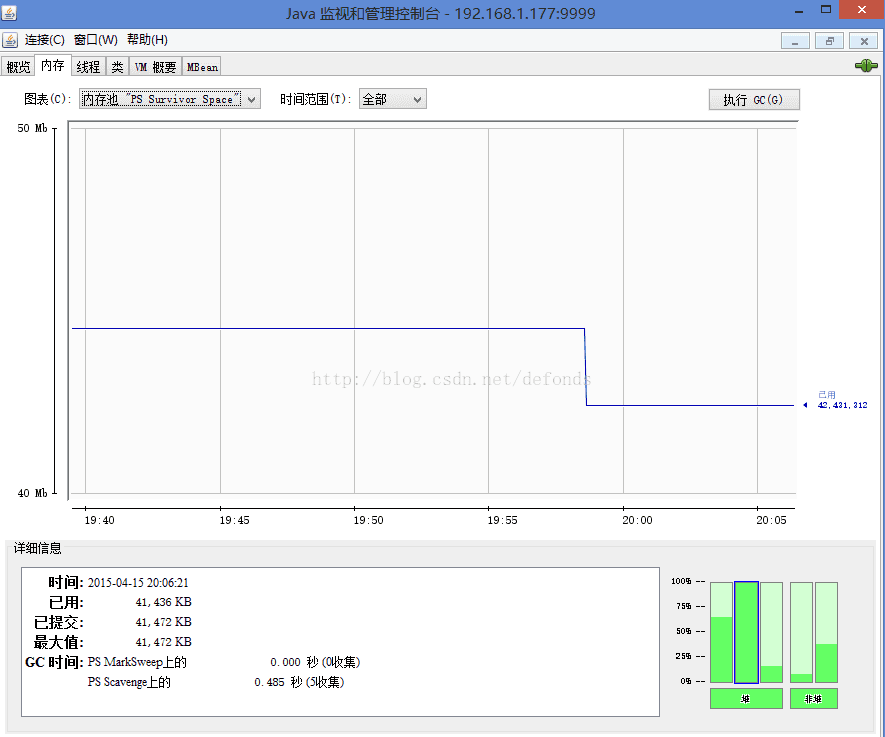 Java 监视和管理控制台 - 192.168.1.177:9999
连接(C) 窗口(W) 帮助(H)
概览 内存 线程 类 VM 概要 MBean
图表(C): 内存池 "PS Survivor Space" 时间范围(T): 全部 执行 GC(G)
50 Mb
http://blog.csdn.net/defonds
已用
42,431,312
40 Mb
19:40 19:45 19:50 19:55 20:00 20:05
详细信息
时间: 2015-04-15 20:06:21
已用: 41,436 KB
已提交: 41,472 KB
最大值: 41,472 KB
GC 时间: PS MarkSweep上的 0.000 秒 (0收集)
PS Scavenge上的 0.485 秒 (5收集)
100% --
75% --
50% --
25% --
0% --
堆 非堆